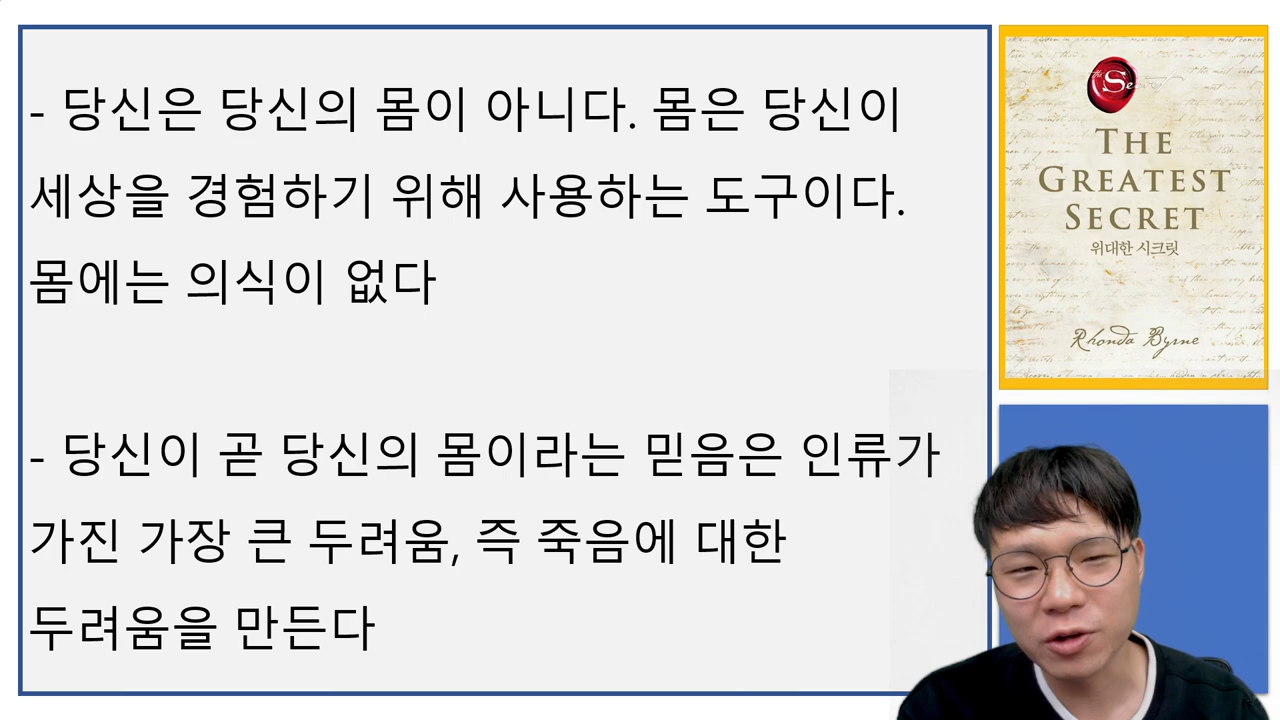 - 당신은 당신의 몸이 아니다. 몸은 당신이
세상을 경험하기 위해 사용하는 도구이다.
몸에는 의식이 없다
- 당신이 곧 당신의 몸이라는 믿음은 인류가
가진 가장 큰 두려움, 즉 죽음에 대한
두려움을 만든다
The Secret
THE
GREATEST
SECRET
위대한 시크릿
Rhonda Byrne